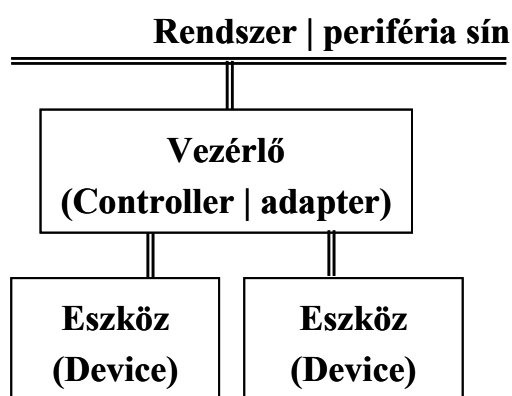 Rendszer | periféria sín
Vezérlő
(Controller | adapter)
Eszköz
(Device)
Eszköz
(Device)